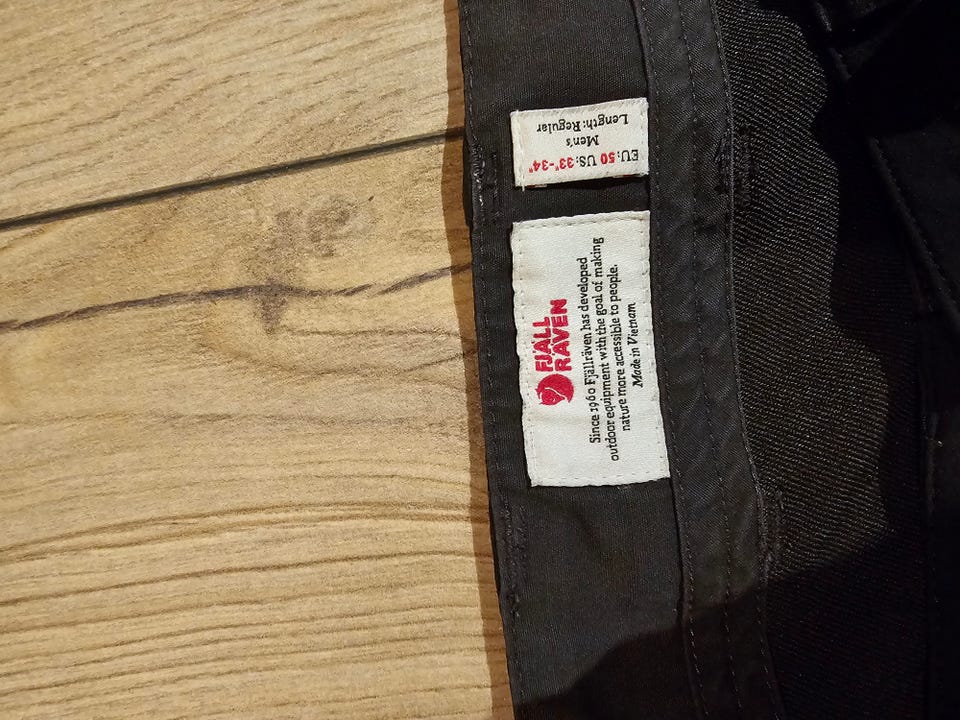 EU: 50 US: 33"-34"
Men's
Length: Regular
FJALL
RAVEN
Since 1960 Fjällräven has developed
outdoor equipment with the goal of making
nature more accessible to people.
Made in Vietnam